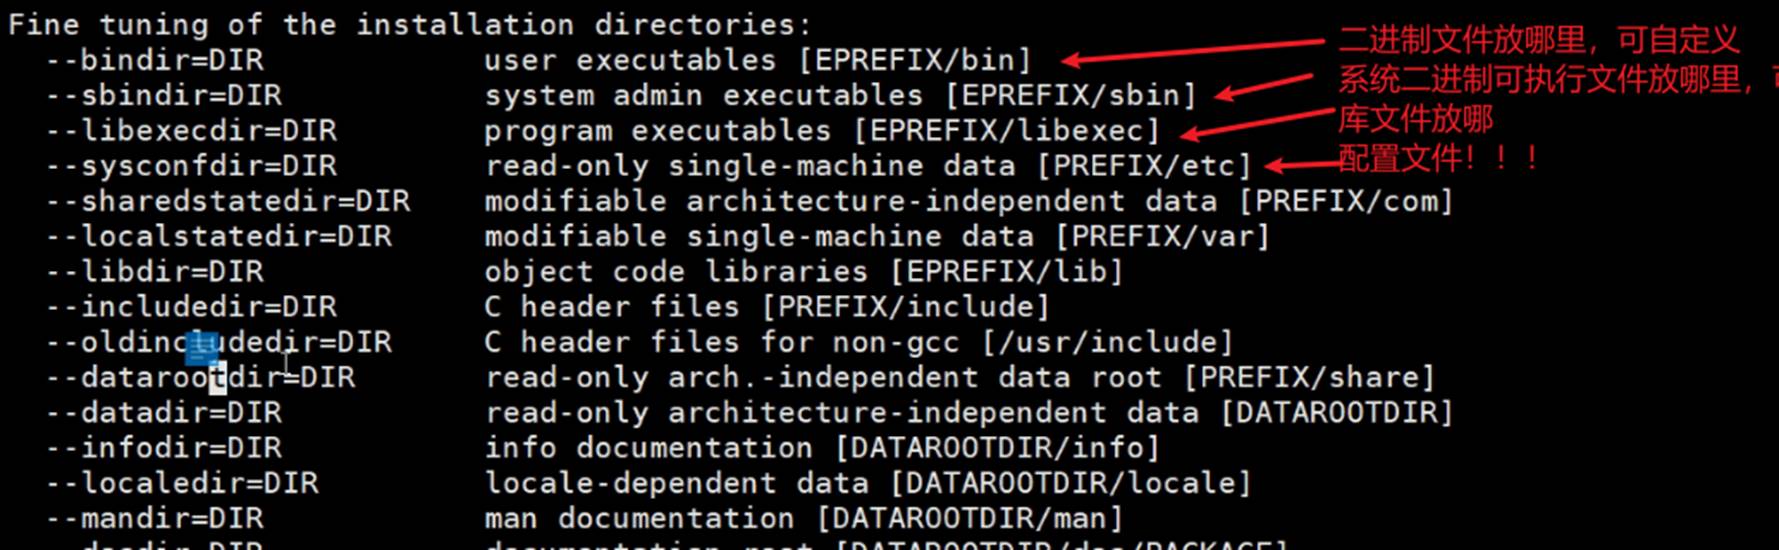 Fine tuning of the installation directories:
--bindir=DIR user executables [EPREFIX/bin] 二进制文件放哪里，可自定义
--sbindir=DIR system admin executables [EPREFIX/sbin] 系统二进制可执行文件放哪里，
--libexecdir=DIR program executables [EPREFIX/libexec] 库文件放哪
--sysconfdir=DIR read-only single-machine data [PREFIX/etc] 配置文件！！！
--sharedstatedir=DIR modifiable architecture-independent data [PREFIX/com]
--localstatedir=DIR modifiable single-machine data [PREFIX/var]
--libdir=DIR object code libraries [EPREFIX/lib]
--includedir=DIR C header files [PREFIX/include]
--oldincludedir=DIR C header files for non-gcc [/usr/include]
--datarootdir=DIR read-only arch.-independent data root [PREFIX/share]
--datadir=DIR read-only architecture-independent data [DATAROOTDIR]
--infodir=DIR info documentation [DATAROOTDIR/info]
--localedir=DIR locale-dependent data [DATAROOTDIR/locale]
--mandir=DIR man documentation [DATAROOTDIR/man]
--docdir=DIR documentation root [DATAROOTDIR/doc/PACKAGE]